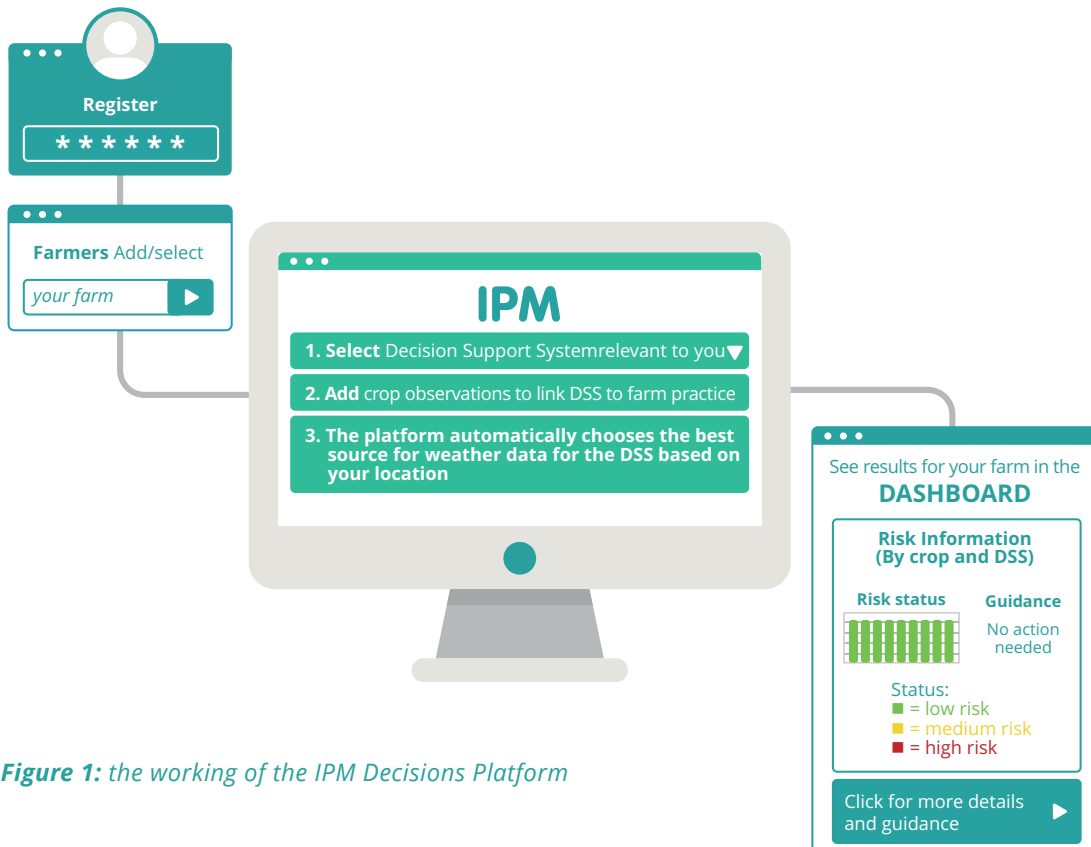 Register
******
Farmers Add/select
your farm
IPM
1. Select Decision Support Systemrelevant to you
2. Add crop observations to link DSS to farm practice
3. The platform automatically chooses the best
source for weather data for the DSS based on
your location
See results for your farm in the
DASHBOARD
Risk Information
(By crop and DSS)
Risk status
Guidance
No action
needed
Status:
= low risk
= medium risk
= high risk
Click for more details
and guidance
Figure 1: the working of the IPM Decisions Platform